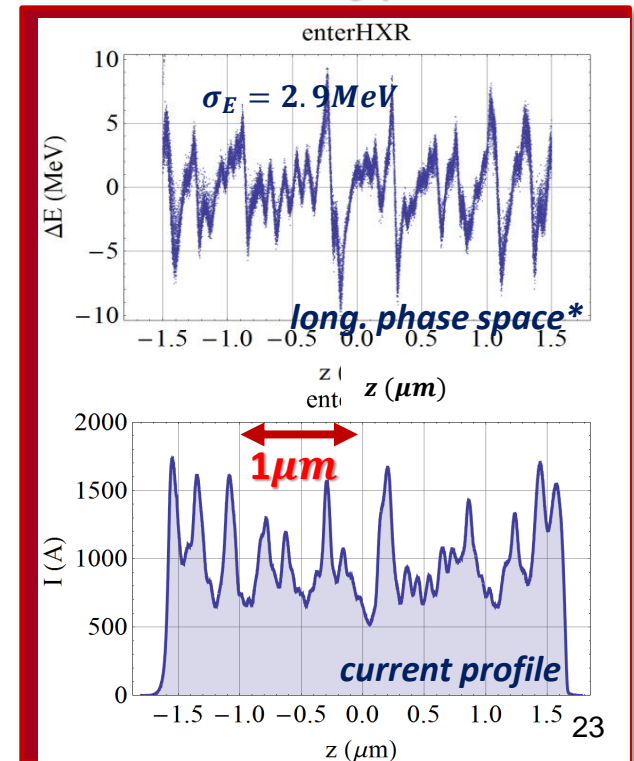 enterHXR
σ_E = 2.9MeV
ΔE (MeV)
10
5
0
−5
−10
long. phase space*
−1.5 −1.0 −0.5 0.0 0.5 1.0 1.5
z (
ente
z (μm)
1μm
I (A)
2000
1500
1000
500
0
current profile
−1.5 −1.0 −0.5 0.0 0.5 1.0 1.5
z (μm)
23